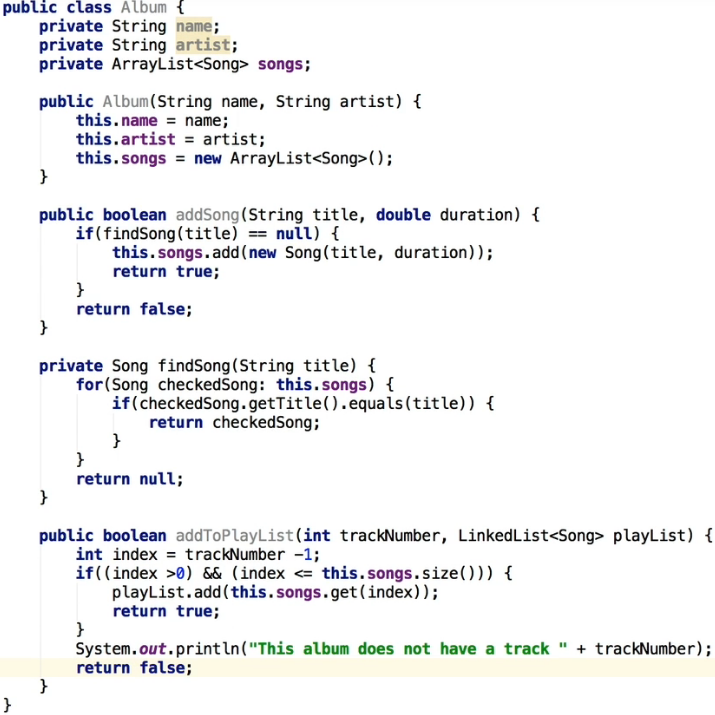 public class Album {
    private String name;
    private String artist;
    private ArrayList<Song> songs;

    public Album(String name, String artist) {
        this.name = name;
        this.artist = artist;
        this.songs = new ArrayList<Song>();
    }

    public boolean addSong(String title, double duration) {
        if(findSong(title) == null) {
            this.songs.add(new Song(title, duration));
            return true;
        }
        return false;
    }

    private Song findSong(String title) {
        for(Song checkedSong: this.songs) {
            if(checkedSong.getTitle().equals(title)) {
                return checkedSong;
            }
        }
        return null;
    }

    public boolean addToPlayList(int trackNumber, LinkedList<Song> playList) {
        int index = trackNumber -1;
        if((index >0) && (index <= this.songs.size())) {
            playList.add(this.songs.get(index));
            return true;
        }
        System.out.println("This album does not have a track " + trackNumber);
        return false;
    }
}